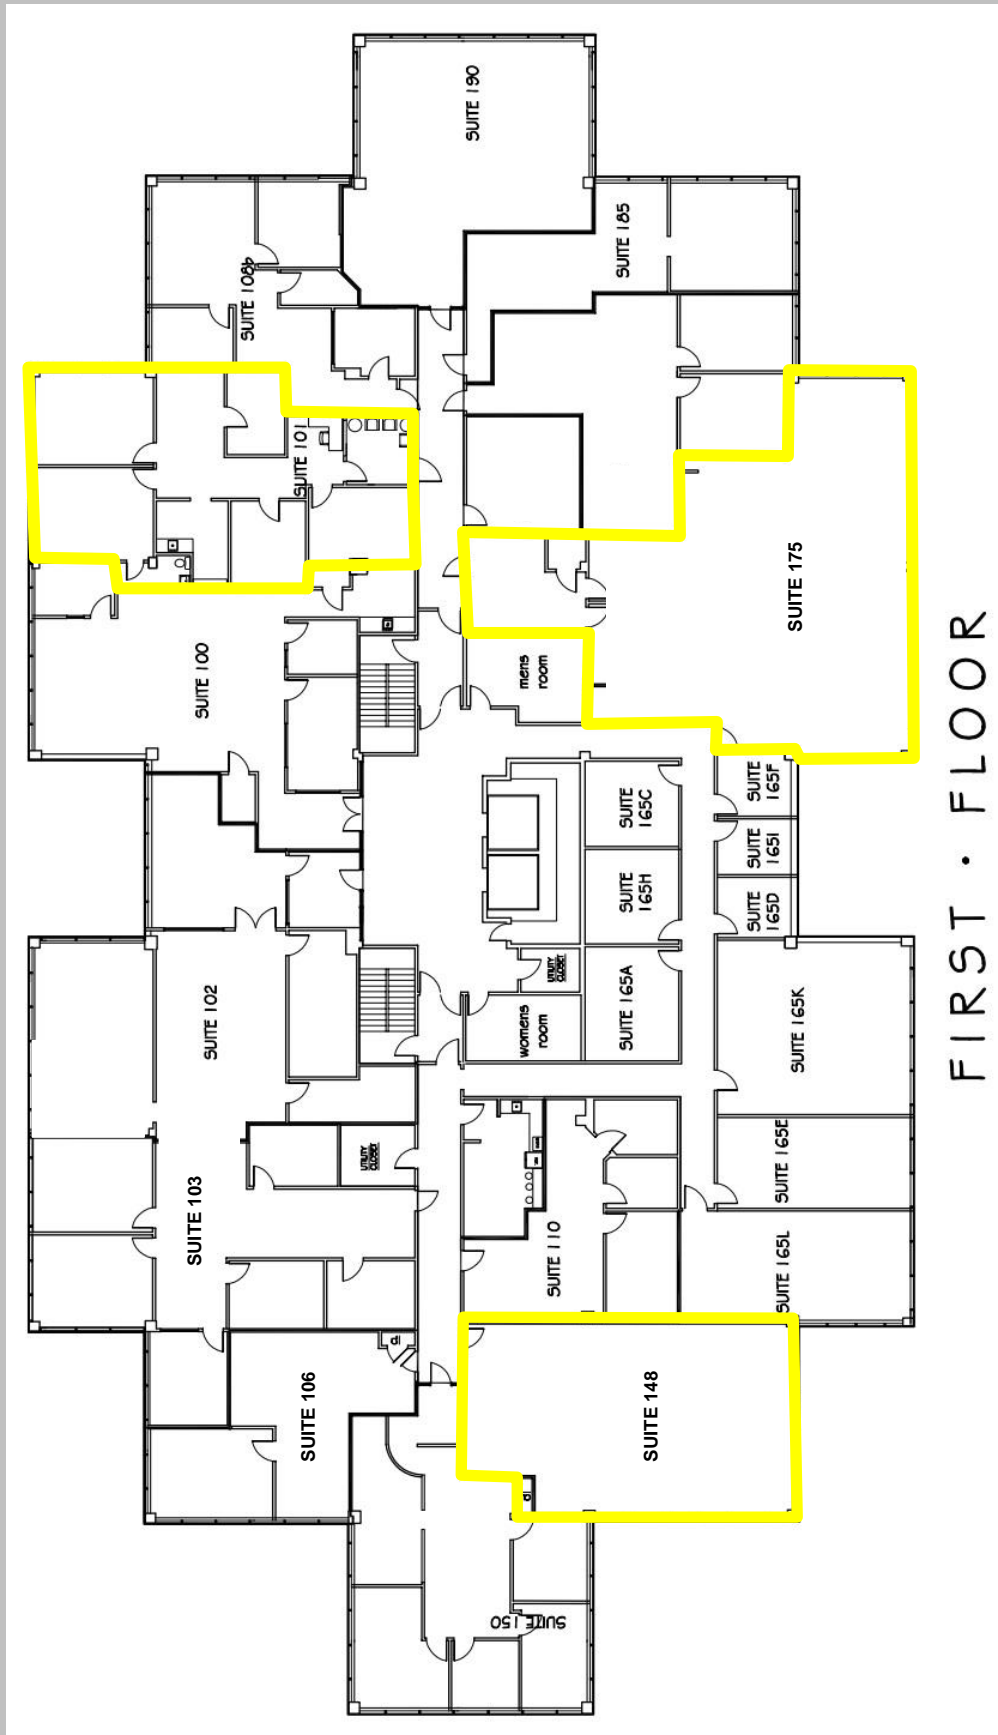 SUITE 190
SUITE 185
SUITE 108b
SUITE 101
SUITE 175
SUITE 100
mens
room
SUITE
165C
SUITE
165F
SUITE
165I
SUITE
165H
SUITE
165D
SUITE 165A
UTILITY
CLOSET
womens
room
SUITE 102
SUITE 165K
SUITE 165E
UTILITY
CLOSET
SUITE 103
SUITE 110
SUITE 165L
SUITE 106
SUITE 148
SUITE 150
FIRST · FLOOR